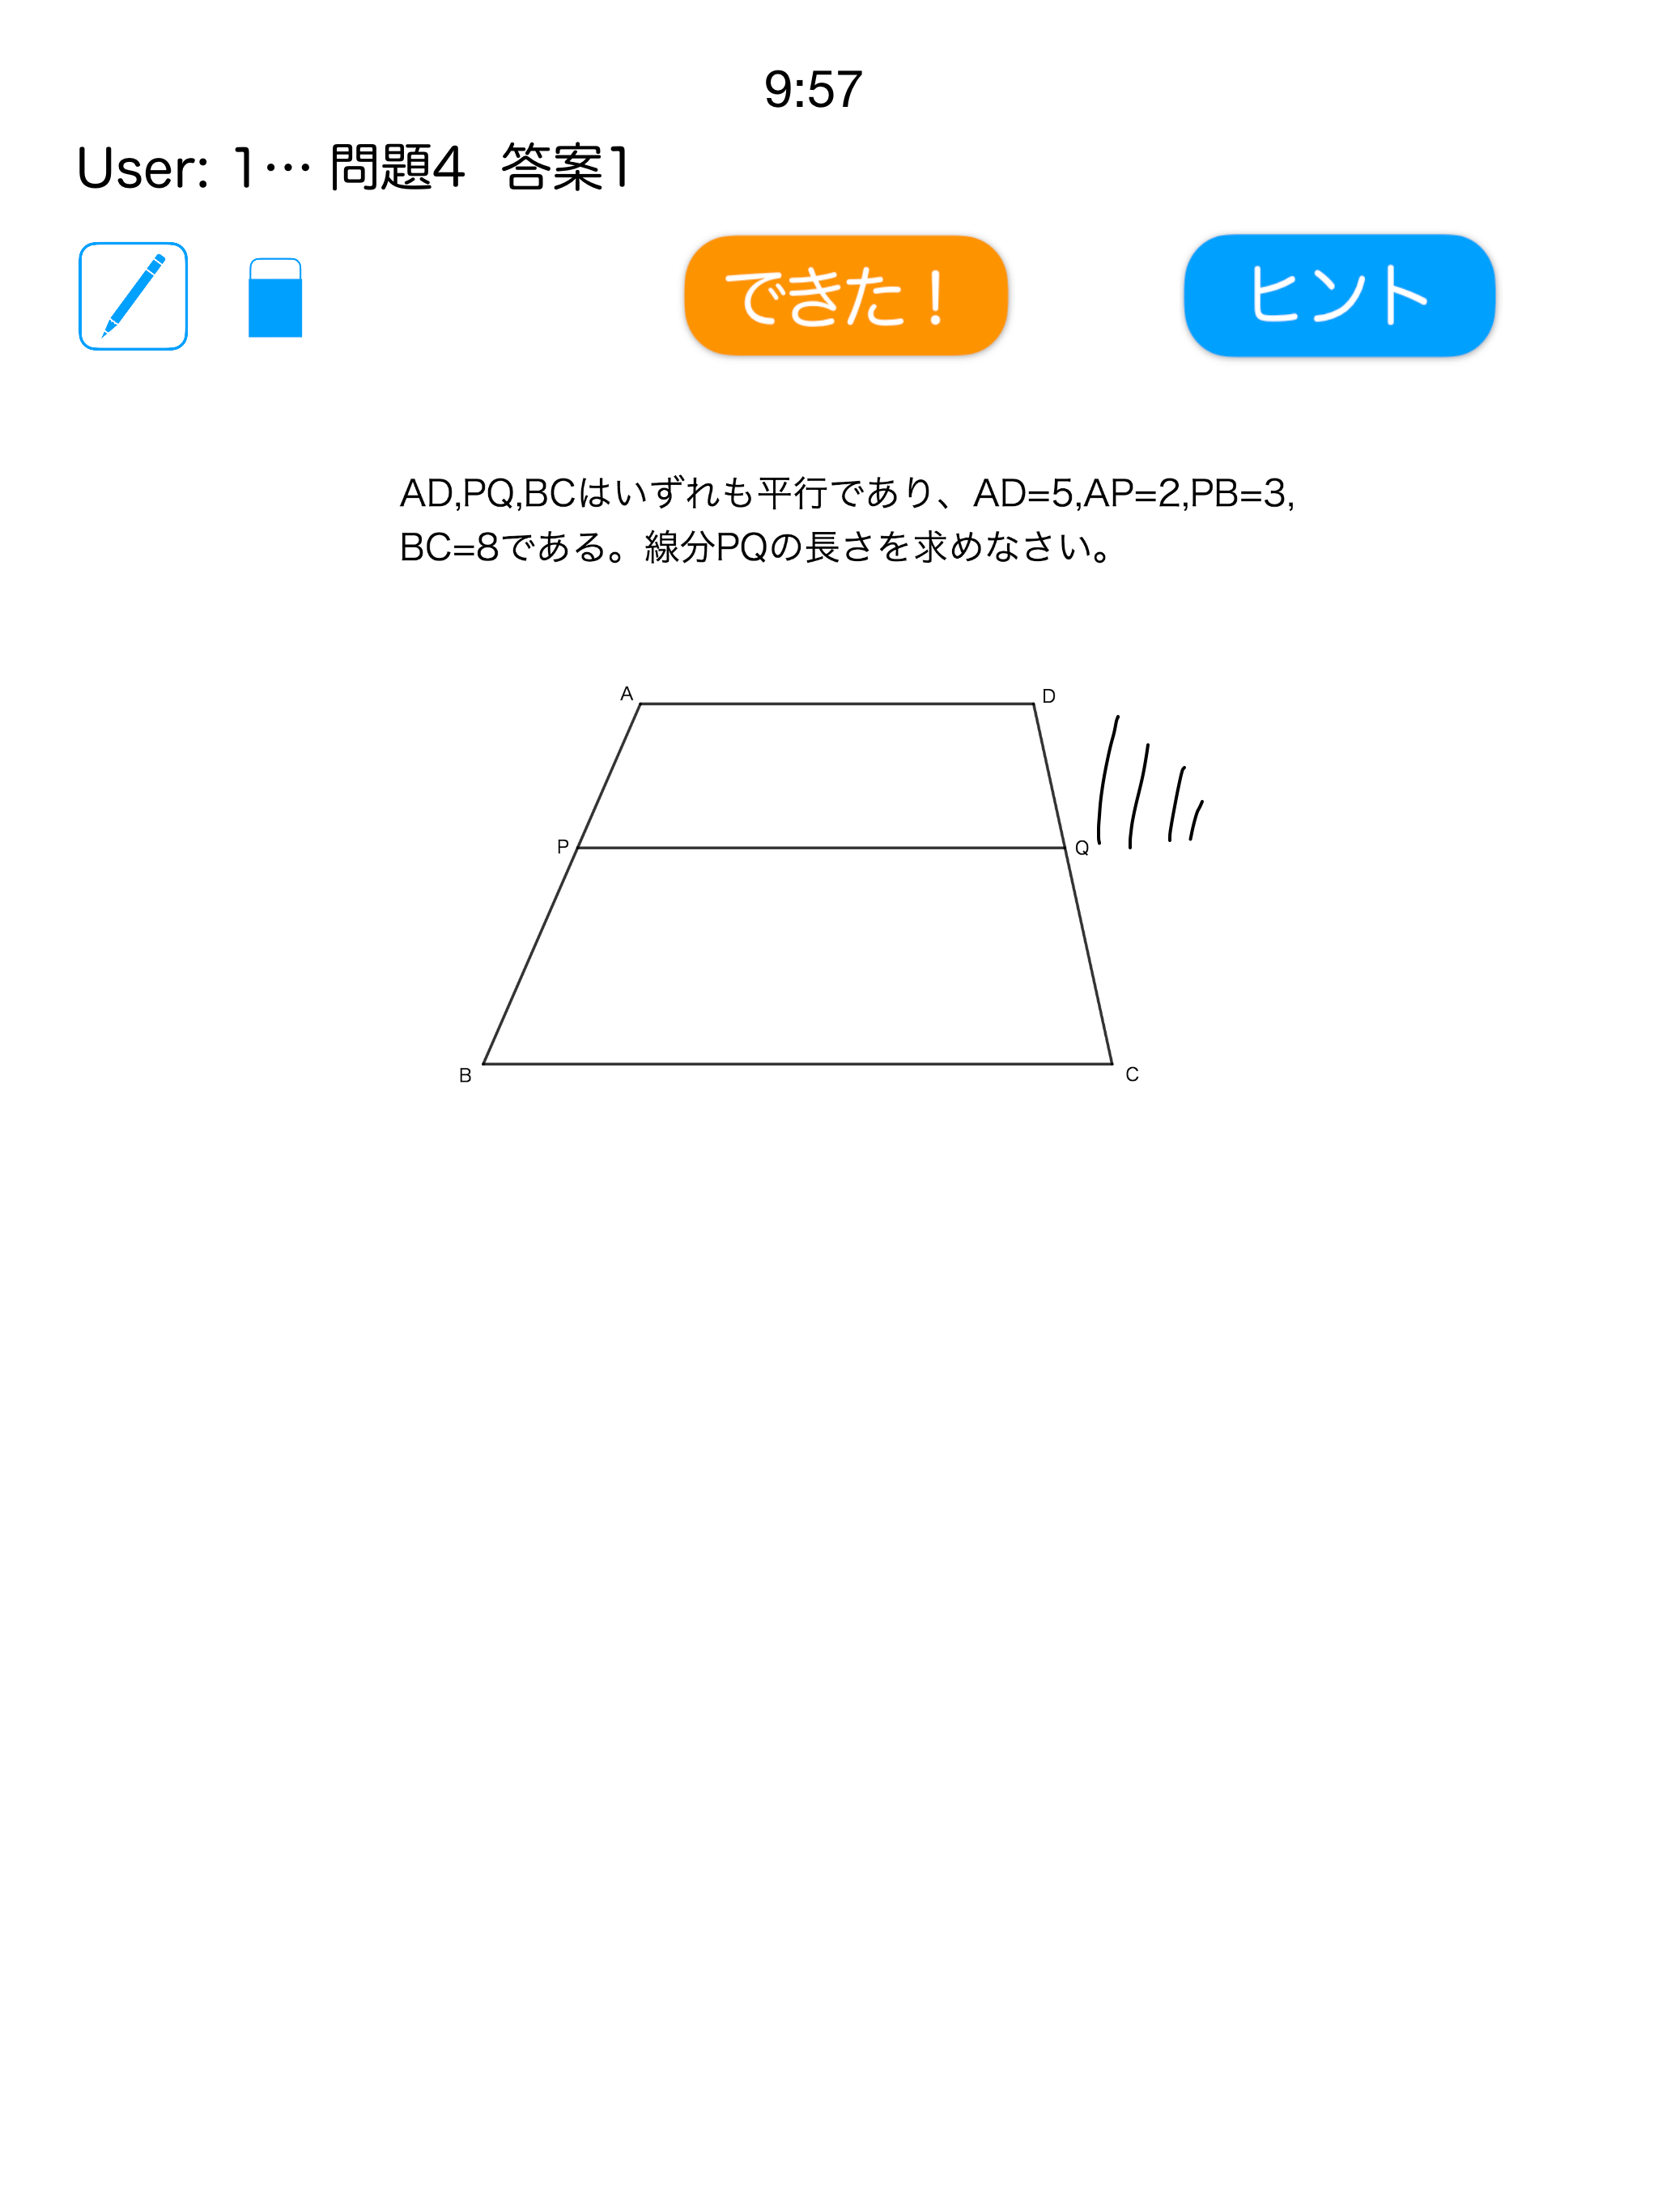 9:57
User: 1… 問題4 答案1
できた！ ヒント
AD,PQ,BCはいずれも平行であり、AD=5,AP=2,PB=3,
BC=8である。線分PQの長さを求めなさい。
A D
P Q
B C